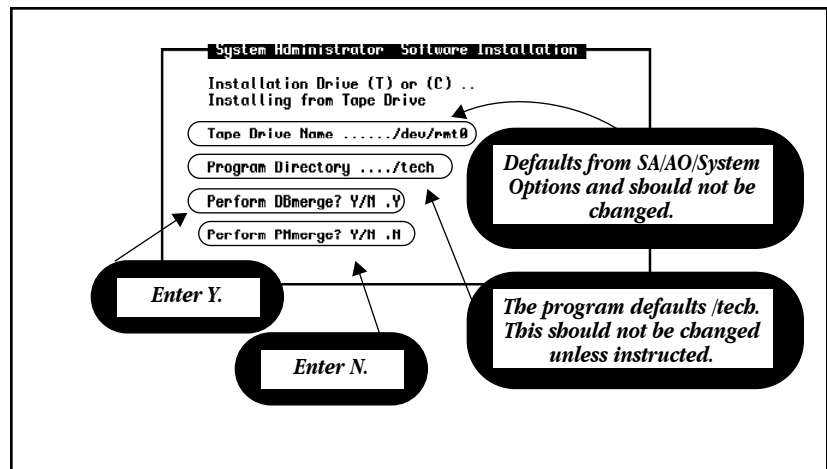 System Administrator Software Installation
Installation Drive (T) or (C) ..
Installing from Tape Drive
Tape Drive Name ....../dev/rmt0
Program Directory ..../tech
Perform DBmerge? Y/N .Y
Perform PMmerge? Y/N .N
Defaults from SA/AO/System
Options and should not be
changed.
Enter Y.
The program defaults /tech.
This should not be changed
unless instructed.
Enter N.